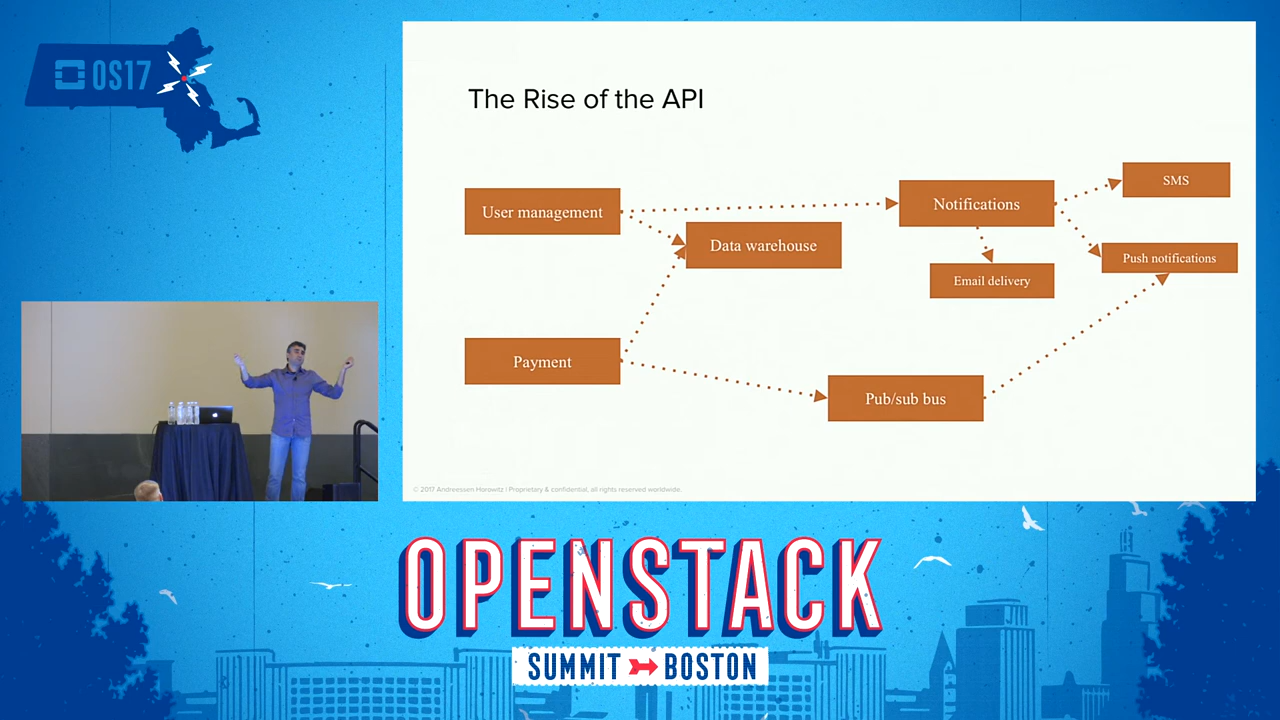 OS17
The Rise of the API
User management
Data warehouse
Notifications
SMS
Push notifications
Email delivery
Payment
Pub/sub bus
© 2017 Andreessen Horowitz | Proprietary & confidential, all rights reserved worldwide.
OPENSTACK
SUMMIT BOSTON